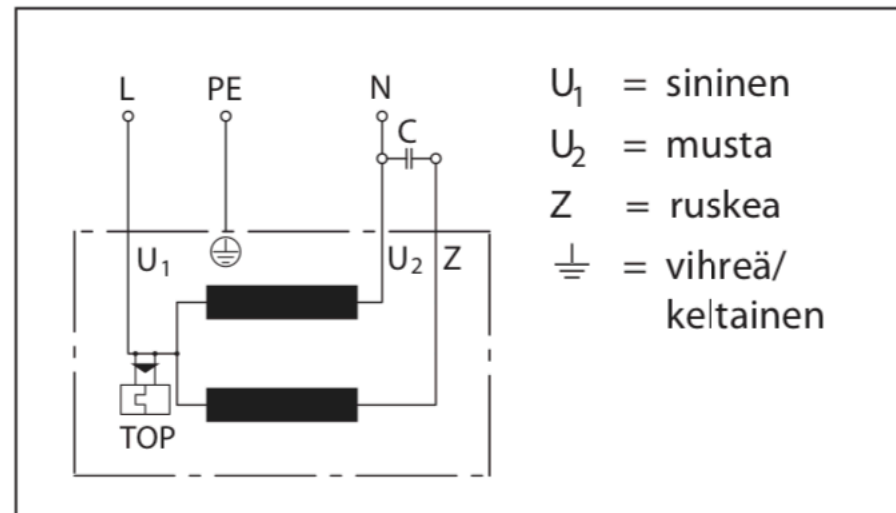 L PE N
C
U₁ U₂ Z
TOP
U₁ = sininen
U₂ = musta
Z = ruskea
⏚ = vihreä/
keltainen